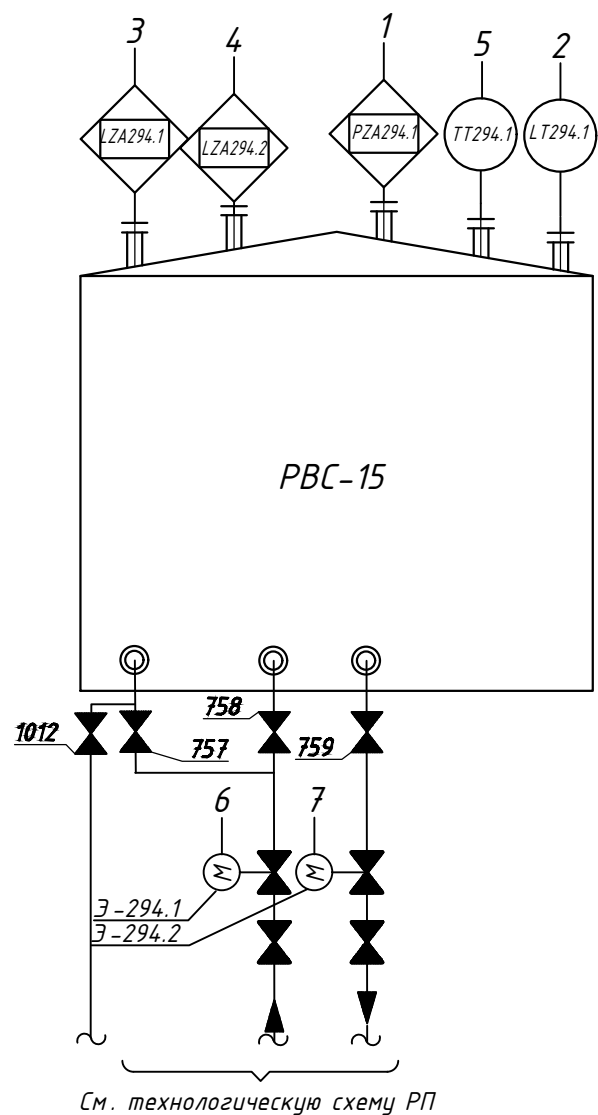 3
4
1
5
2
LZA294.1
LZA294.2
PZA294.1
TT294.1
LT294.1
РВС-15
1012
757
758
759
6
7
М
М
Э-294.1
Э-294.2
См. технологическую схему РП